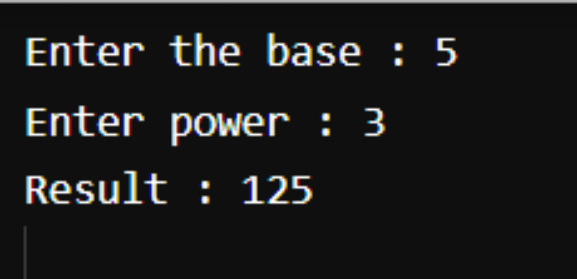 Enter the base : 5
Enter power : 3
Result : 125